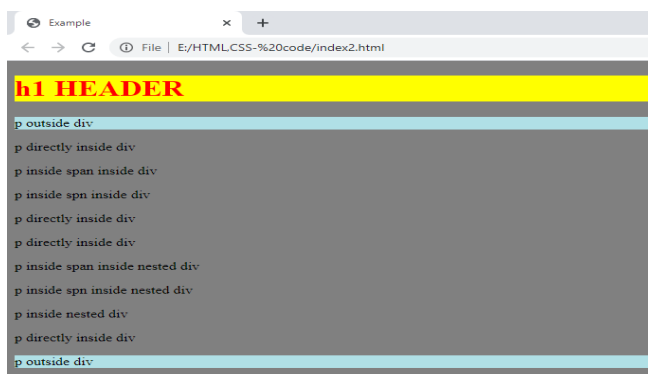 Example
File | E:/HTML,CSS-%20code/index2.html
h1 HEADER
p outside div
p directly inside div
p inside span inside div
p inside spn inside div
p directly inside div
p directly inside div
p inside span inside nested div
p inside spn inside nested div
p inside nested div
p directly inside div
p outside div